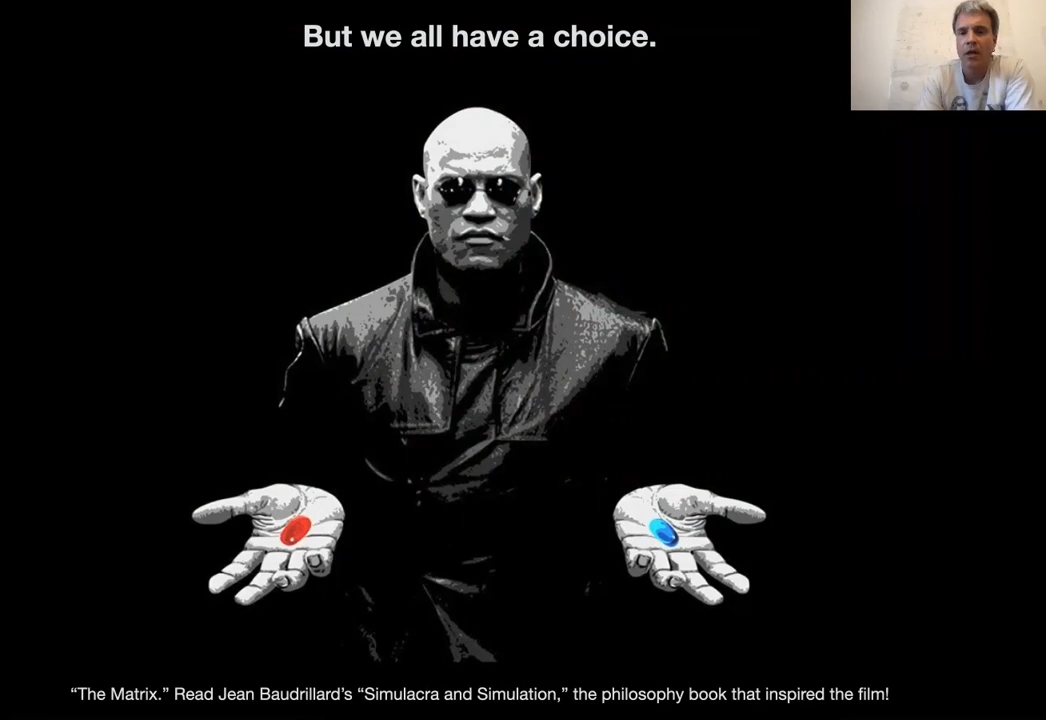 But we all have a choice.
“The Matrix.” Read Jean Baudrillard’s “Simulacra and Simulation,” the philosophy book that inspired the film!